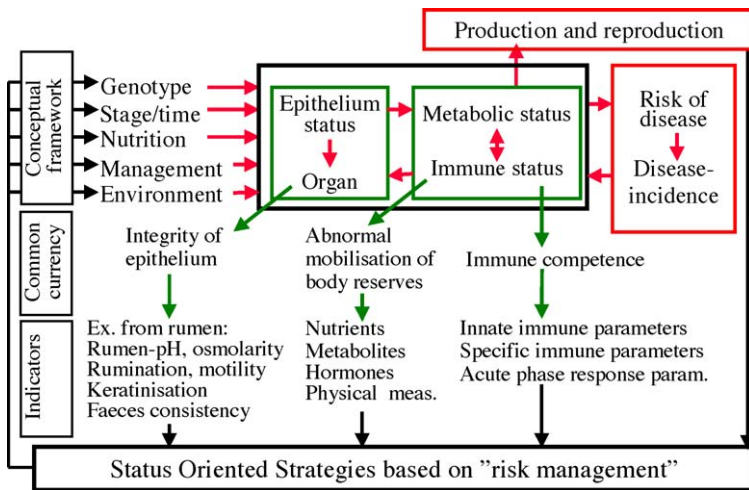 Production and reproduction
Conceptual
framework
Genotype
Stage/time
Nutrition
Management
Environment
Epithelium
status
Organ
Metabolic status
Immune status
Risk of
disease
Disease-
incidence
Common
currency
Integrity of
epithelium
Abnormal
mobilisation of
body reserves
Immune competence
Indicators
Ex. from rumen:
Rumen-pH, osmolarity
Rumination, motility
Keratinisation
Faeces consistency
Nutrients
Metabolites
Hormones
Physical meas.
Innate immune parameters
Specific immune parameters
Acute phase response param.
Status Oriented Strategies based on ”risk management”